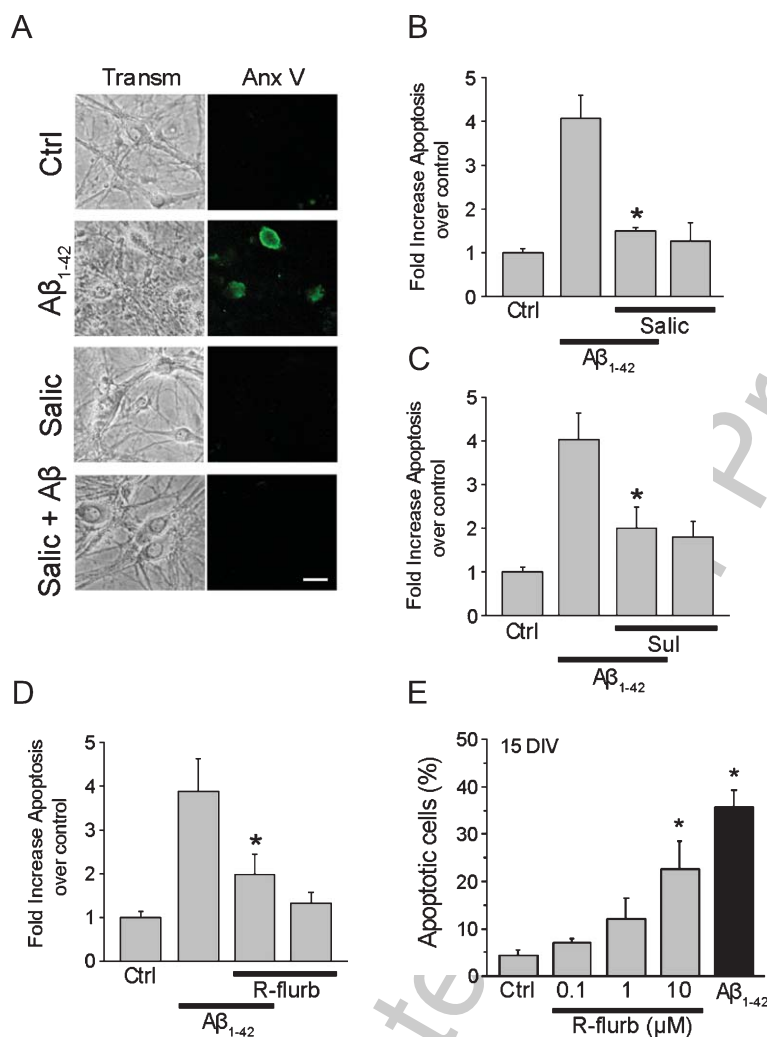 A
Transm Anx V
Ctrl
Aβ1-42
Salic
Salic + Aβ
B
Fold Increase Apoptosis
over control
5
4
3
2
1
0
*
Ctrl
Salic
Aβ1-42
C
Fold Increase Apoptosis
over control
5
4
3
2
1
0
*
Ctrl
Sul
Aβ1-42
D
Fold Increase Apoptosis
over control
5
4
3
2
1
0
*
Ctrl
R-flurb
Aβ1-42
E
Apoptotic cells (%)
15 DIV
50
40
30
20
10
0
*
*
Ctrl 0.1 1 10 Aβ1-42
R-flurb (µM)